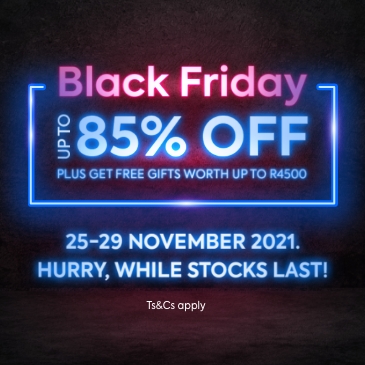 Black Friday
UP TO 85% OFF
PLUS GET FREE GIFTS WORTH UP TO R4500
25-29 NOVEMBER 2021.
HURRY, WHILE STOCKS LAST!
Ts&Cs apply